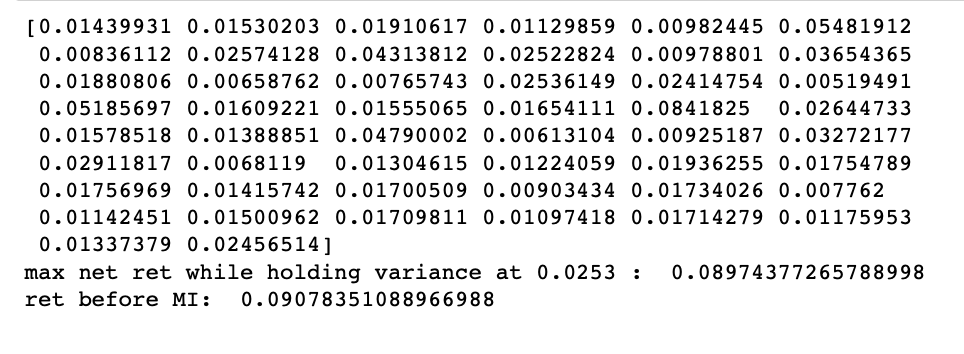 [0.01439931 0.01530203 0.01910617 0.01129859 0.00982445 0.05481912
0.00836112 0.02574128 0.04313812 0.02522824 0.00978801 0.03654365
0.01880806 0.00658762 0.00765743 0.02536149 0.02414754 0.00519491
0.05185697 0.01609221 0.01555065 0.01654111 0.0841825  0.02644733
0.01578518 0.01388851 0.04790002 0.00613104 0.00925187 0.03272177
0.02911817 0.0068119  0.01304615 0.01224059 0.01936255 0.01754789
0.01756969 0.01415742 0.01700509 0.00903434 0.01734026 0.007762
0.01142451 0.01500962 0.01709811 0.01097418 0.01714279 0.01175953
0.01337379 0.02456514]
max net ret while holding variance at 0.0253 :  0.08974377265788998
ret before MI:  0.09078351088966988